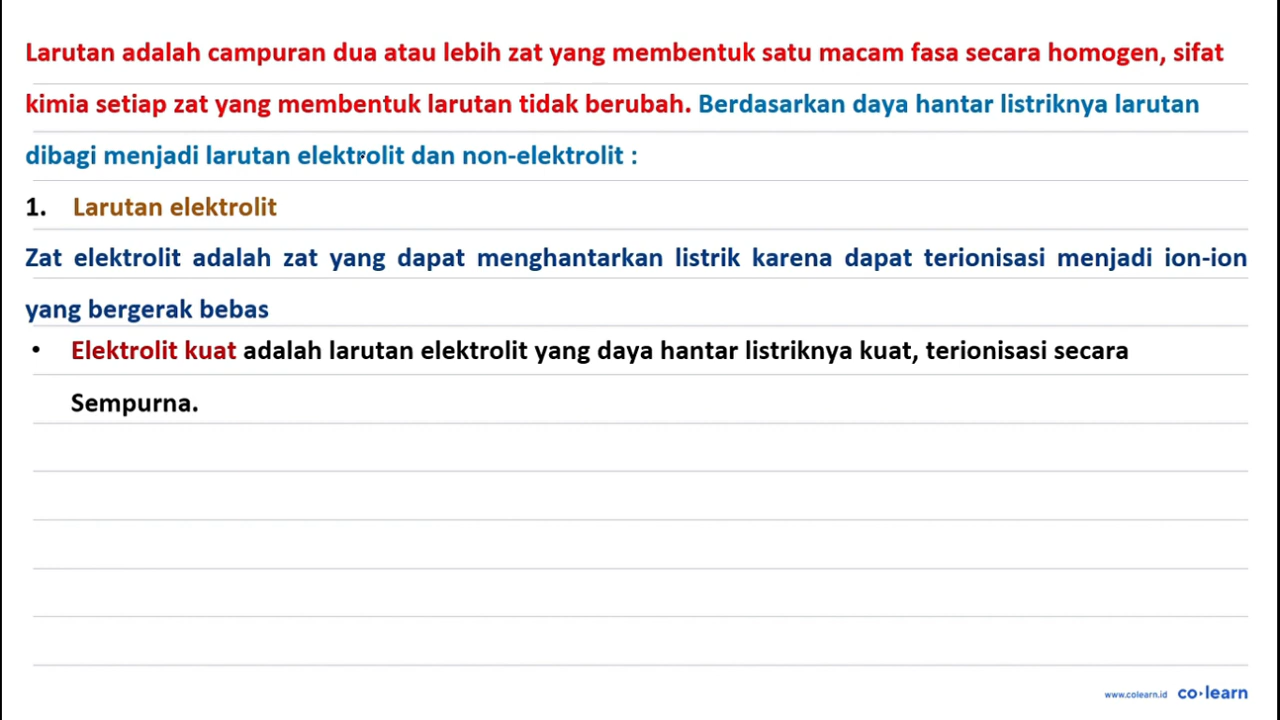 Larutan adalah campuran dua atau lebih zat yang membentuk satu macam fasa secara homogen, sifat
kimia setiap zat yang membentuk larutan tidak berubah. Berdasarkan daya hantar listriknya larutan
dibagi menjadi larutan elektrolit dan non-elektrolit :
1. Larutan elektrolit
Zat elektrolit adalah zat yang dapat menghantarkan listrik karena dapat terionisasi menjadi ion-ion
yang bergerak bebas
• Elektrolit kuat adalah larutan elektrolit yang daya hantar listriknya kuat, terionisasi secara
Sempurna.
www.colearn.id co·learn